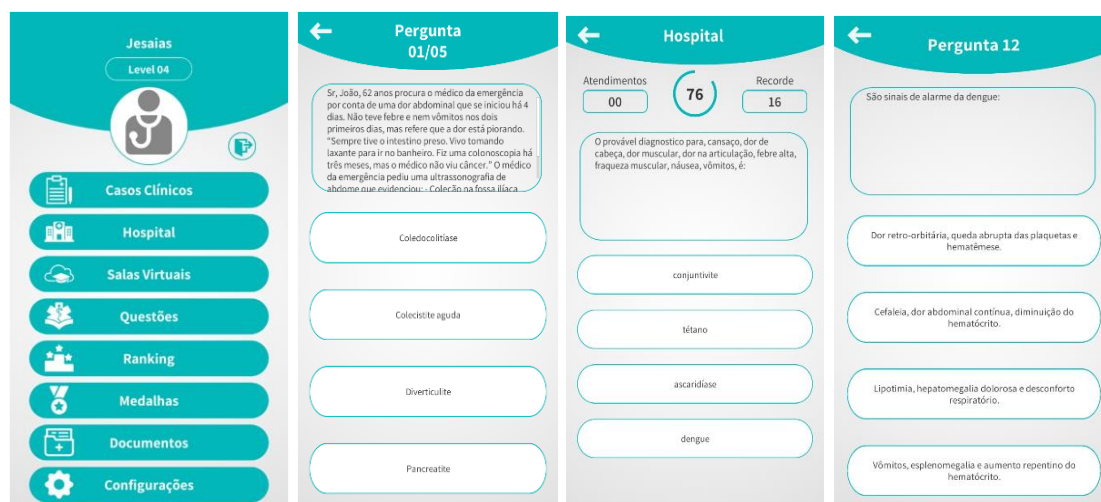 Jesaias
Level 04
Casos Clínicos
Hospital
Salas Virtuais
Questões
Ranking
Medalhas
Documentos
Configurações
Pergunta
01/05
Sr, João, 62 anos procura o médico da emergência
por conta de uma dor abdominal que se iniciou há 4
dias. Não teve febre e nem vômitos nos dois
primeiros dias, mas refere que a dor está piorando.
"Sempre tive o intestino preso. Vivo tomando
laxante para ir no banheiro. Fiz uma colonoscopia há
três meses, mas o médico não viu câncer." O médico
da emergência pediu uma ultrassonografia de
abdome que evidenciou: - Coleção na fossa ilíaca
Coledocolitíase
Colecistite aguda
Diverticulite
Pancreatite
Hospital
Atendimentos
00
76
Recorde
16
O provável diagnostico para, cansaço, dor de
cabeça, dor muscular, dor na articulação, febre alta,
fraqueza muscular, náusea, vômitos, é:
conjuntivite
tétano
ascaridíase
dengue
Pergunta 12
São sinais de alarme da dengue:
Dor retro-orbitária, queda abrupta das plaquetas e
hematêmese.
Cefaleia, dor abdominal contínua, diminuição do
hematócrito.
Lipotimia, hepatomegalia dolorosa e desconforto
respiratório.
Vômitos, esplenomegalia e aumento repentino do
hematócrito.